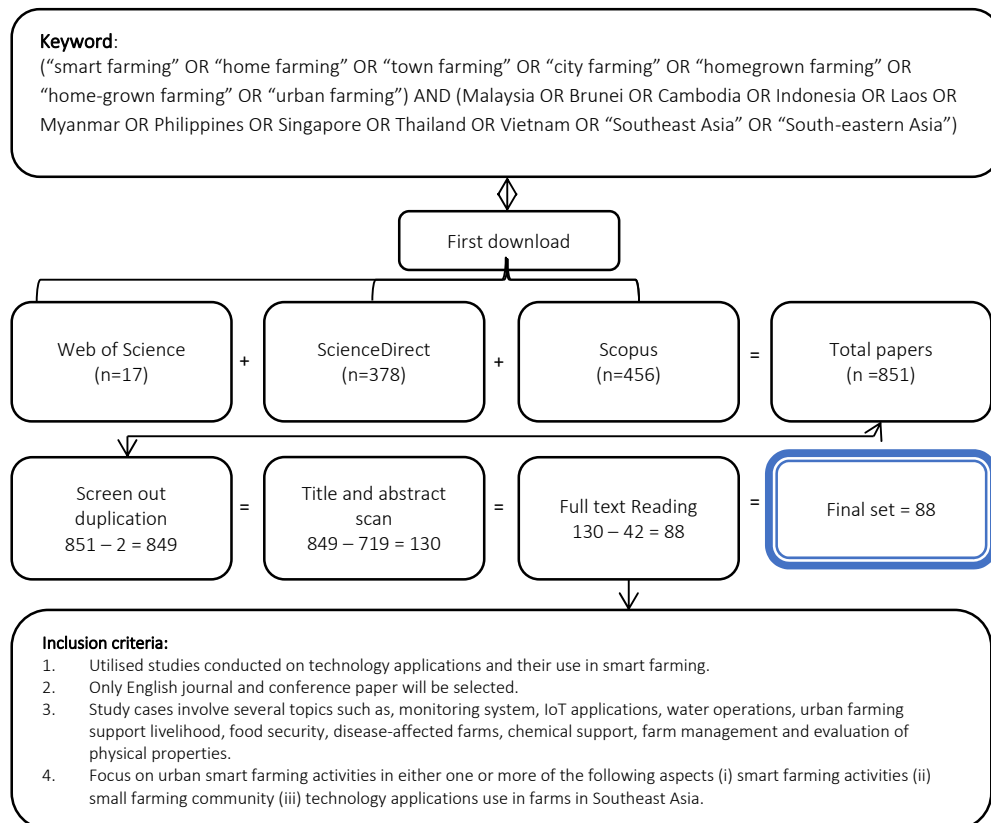 Keyword:
(“smart farming” OR “home farming” OR “town farming” OR “city farming” OR “homegrown farming” OR
“home-grown farming” OR “urban farming”) AND (Malaysia OR Brunei OR Cambodia OR Indonesia OR Laos OR
Myanmar OR Philippines OR Singapore OR Thailand OR Vietnam OR “Southeast Asia” OR “South-eastern Asia”)
First download
Web of Science
(n=17)
+
ScienceDirect
(n=378)
+
Scopus
(n=456)
=
Total papers
(n =851)
Screen out
duplication
851 – 2 = 849
=
Title and abstract
scan
849 – 719 = 130
=
Full text Reading
130 – 42 = 88
=
Final set = 88
Inclusion criteria:
1. Utilised studies conducted on technology applications and their use in smart farming.
2. Only English journal and conference paper will be selected.
3. Study cases involve several topics such as, monitoring system, IoT applications, water operations, urban farming
support livelihood, food security, disease-affected farms, chemical support, farm management and evaluation of
physical properties.
4. Focus on urban smart farming activities in either one or more of the following aspects (i) smart farming activities (ii)
small farming community (iii) technology applications use in farms in Southeast Asia.